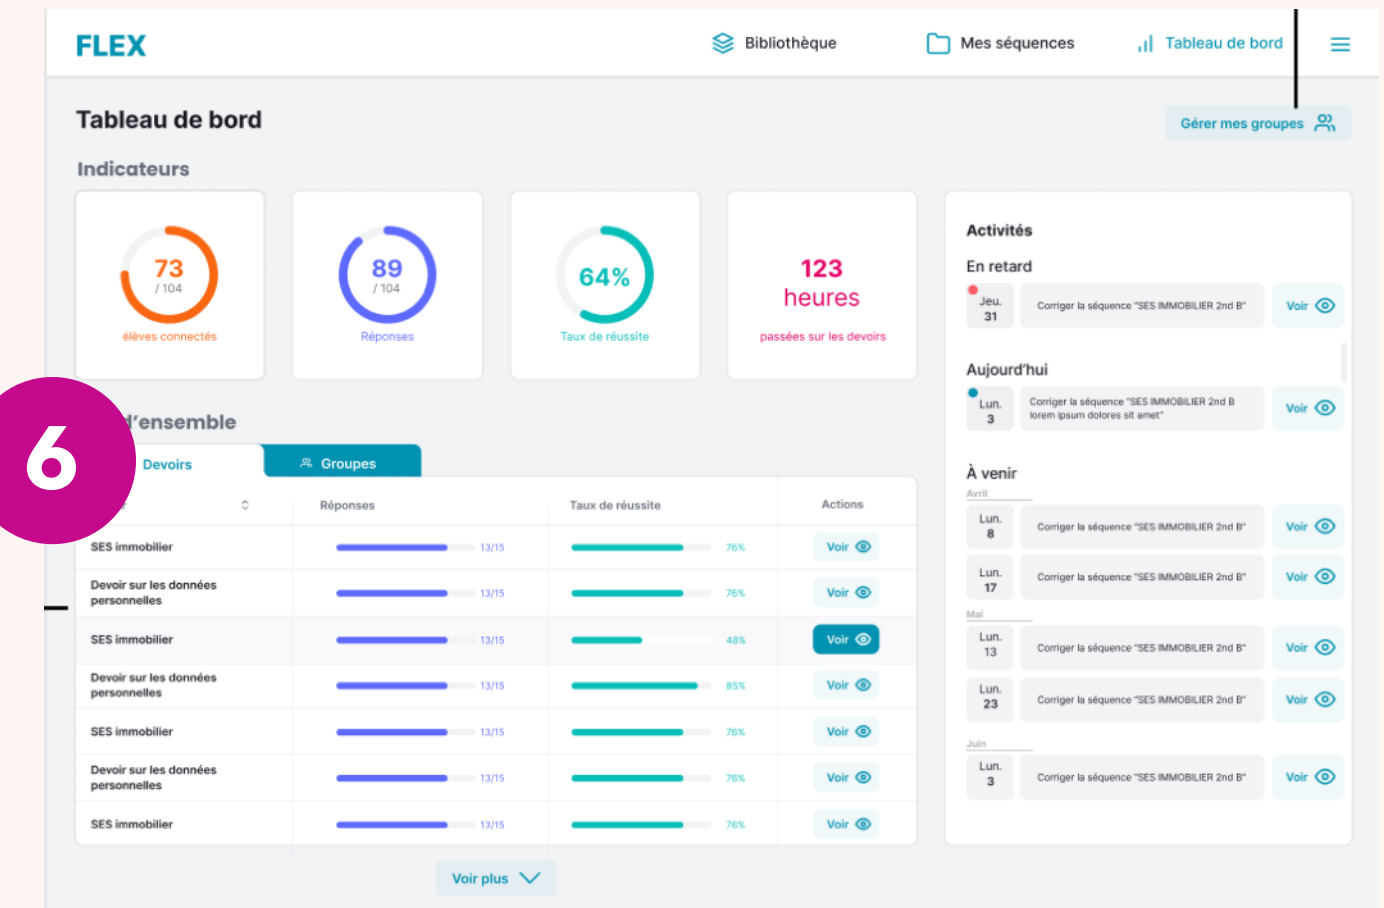 FLEX
Bibliothèque
Mes séquences
Tableau de bord
Tableau de bord
Gérer mes groupes
Indicateurs
73
/ 104
élèves connectés
89
/ 104
Réponses
64%
Taux de réussite
123
heures
passées sur les devoirs
6
d’ensemble
Devoirs
Groupes
Réponses
Taux de réussite
Actions
SES immobilier
13/15
76%
Voir
Devoir sur les données
personnelles
13/15
76%
Voir
SES immobilier
13/15
48%
Voir
Devoir sur les données
personnelles
13/15
85%
Voir
SES immobilier
13/15
76%
Voir
Devoir sur les données
personnelles
13/15
76%
Voir
SES immobilier
13/15
76%
Voir
Voir plus
Activités
En retard
Jeu.
31
Corriger la séquence "SES IMMOBILIER 2nd B"
Voir
Aujourd’hui
Lun.
3
Corriger la séquence "SES IMMOBILIER 2nd B
lorem ipsum dolores sit amet"
Voir
À venir
Avril
Lun.
8
Corriger la séquence "SES IMMOBILIER 2nd B"
Voir
Lun.
17
Corriger la séquence "SES IMMOBILIER 2nd B"
Voir
Mai
Lun.
13
Corriger la séquence "SES IMMOBILIER 2nd B"
Voir
Lun.
23
Corriger la séquence "SES IMMOBILIER 2nd B"
Voir
Juin
Lun.
3
Corriger la séquence "SES IMMOBILIER 2nd B"
Voir